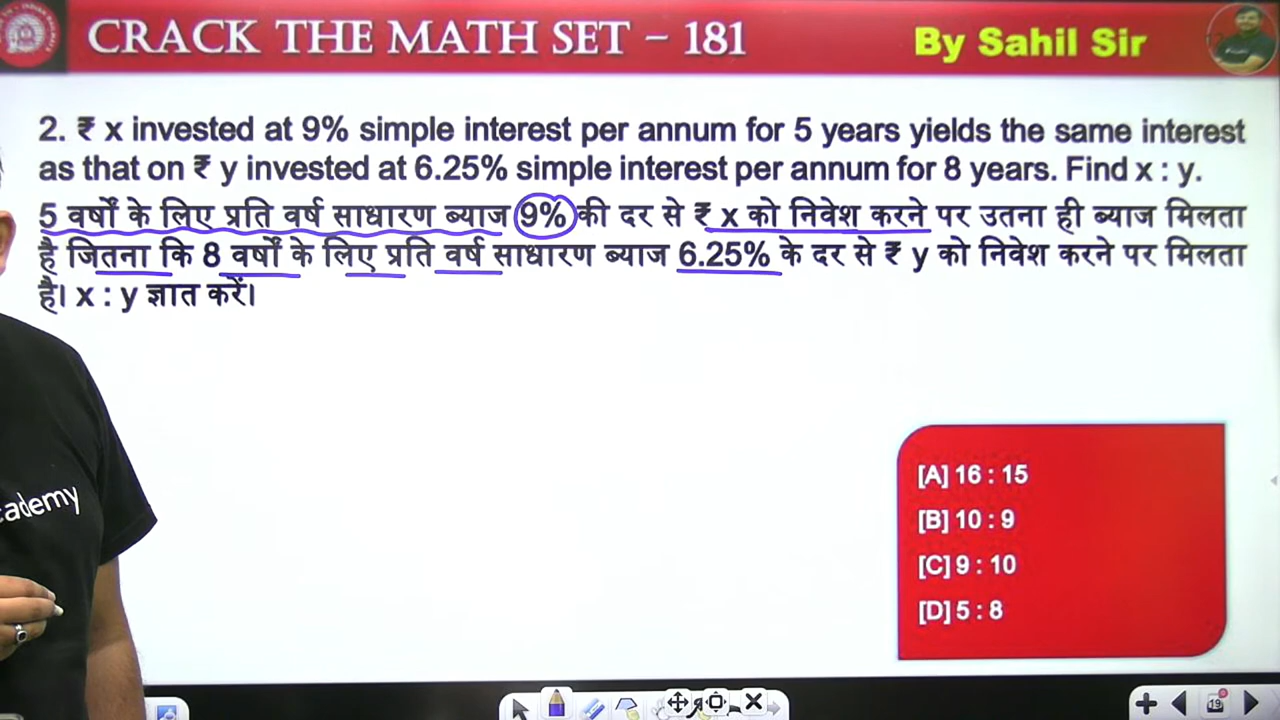 CRACK THE MATH SET – 181
By Sahil Sir
2. ₹ x invested at 9% simple interest per annum for 5 years yields the same interest
as that on ₹ y invested at 6.25% simple interest per annum for 8 years. Find x : y.
5 वर्षों के लिए प्रति वर्ष साधारण ब्याज 9% की दर से ₹ x को निवेश करने पर उतना ही ब्याज मिलता
है जितना कि 8 वर्षों के लिए प्रति वर्ष साधारण ब्याज 6.25% के दर से ₹ y को निवेश करने पर मिलता
है। x : y ज्ञात करें।
[A] 16 : 15
[B] 10 : 9
[C] 9 : 10
[D] 5 : 8
cademy
19